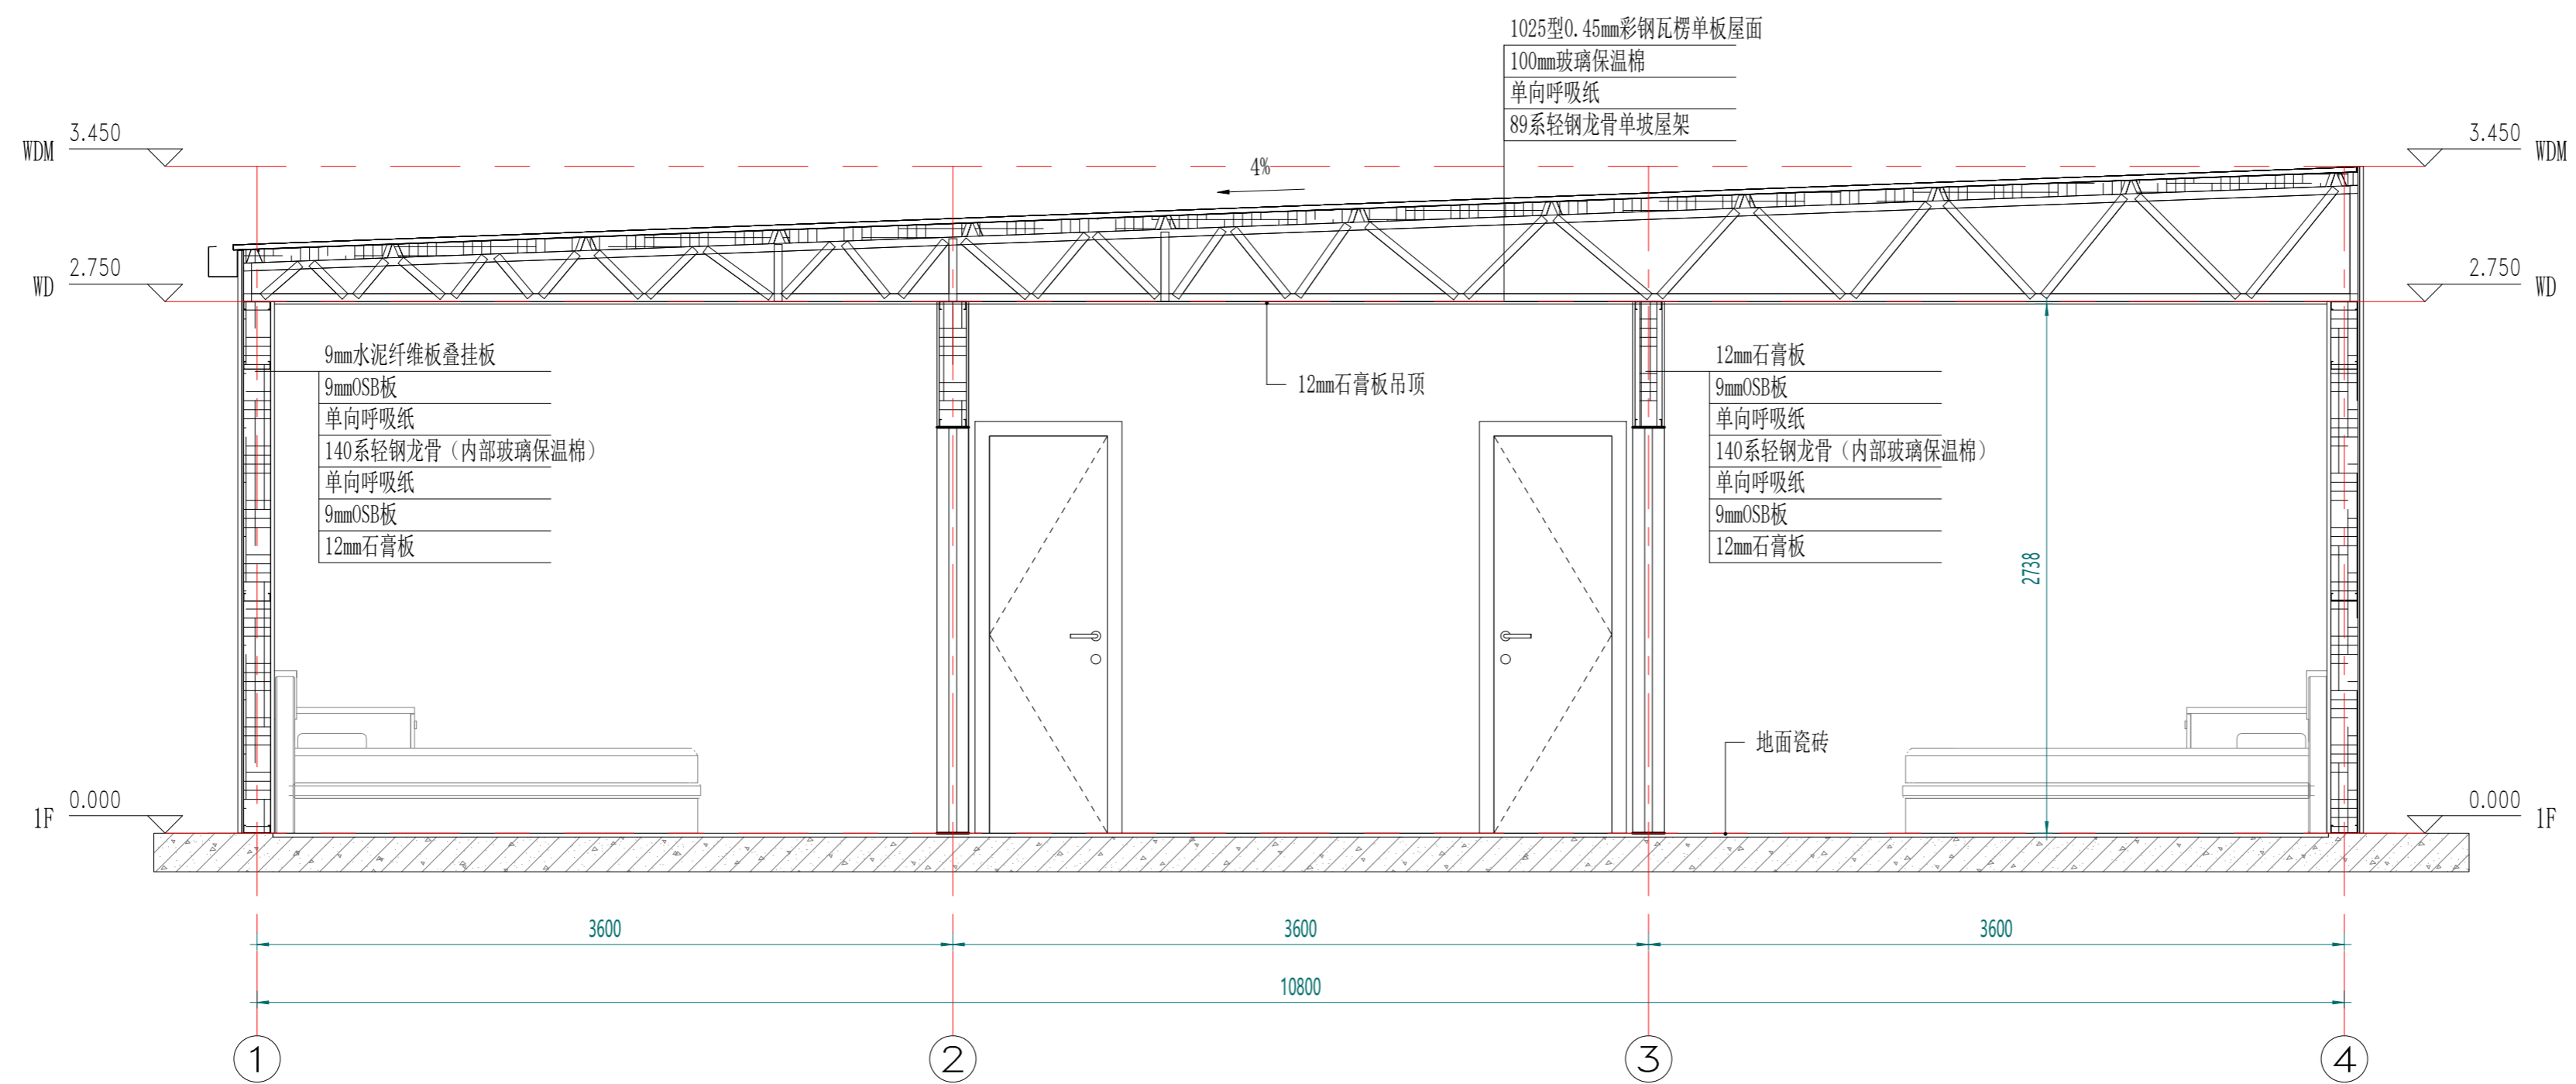 1025型0.45mm彩钢瓦楞单板屋面
100mm玻璃保温棉
单向呼吸纸
89系轻钢龙骨单坡屋架
WDM 3.450
3.450 WDM
4%
WD 2.750
2.750 WD
9mm水泥纤维板叠挂板
9mmOSB板
单向呼吸纸
140系轻钢龙骨（内部玻璃保温棉）
单向呼吸纸
9mmOSB板
12mm石膏板
12mm石膏板吊顶
12mm石膏板
9mmOSB板
单向呼吸纸
140系轻钢龙骨（内部玻璃保温棉）
单向呼吸纸
9mmOSB板
12mm石膏板
2738
地面瓷砖
1F 0.000
0.000 1F
3600 3600 3600
10800
1 2 3 4